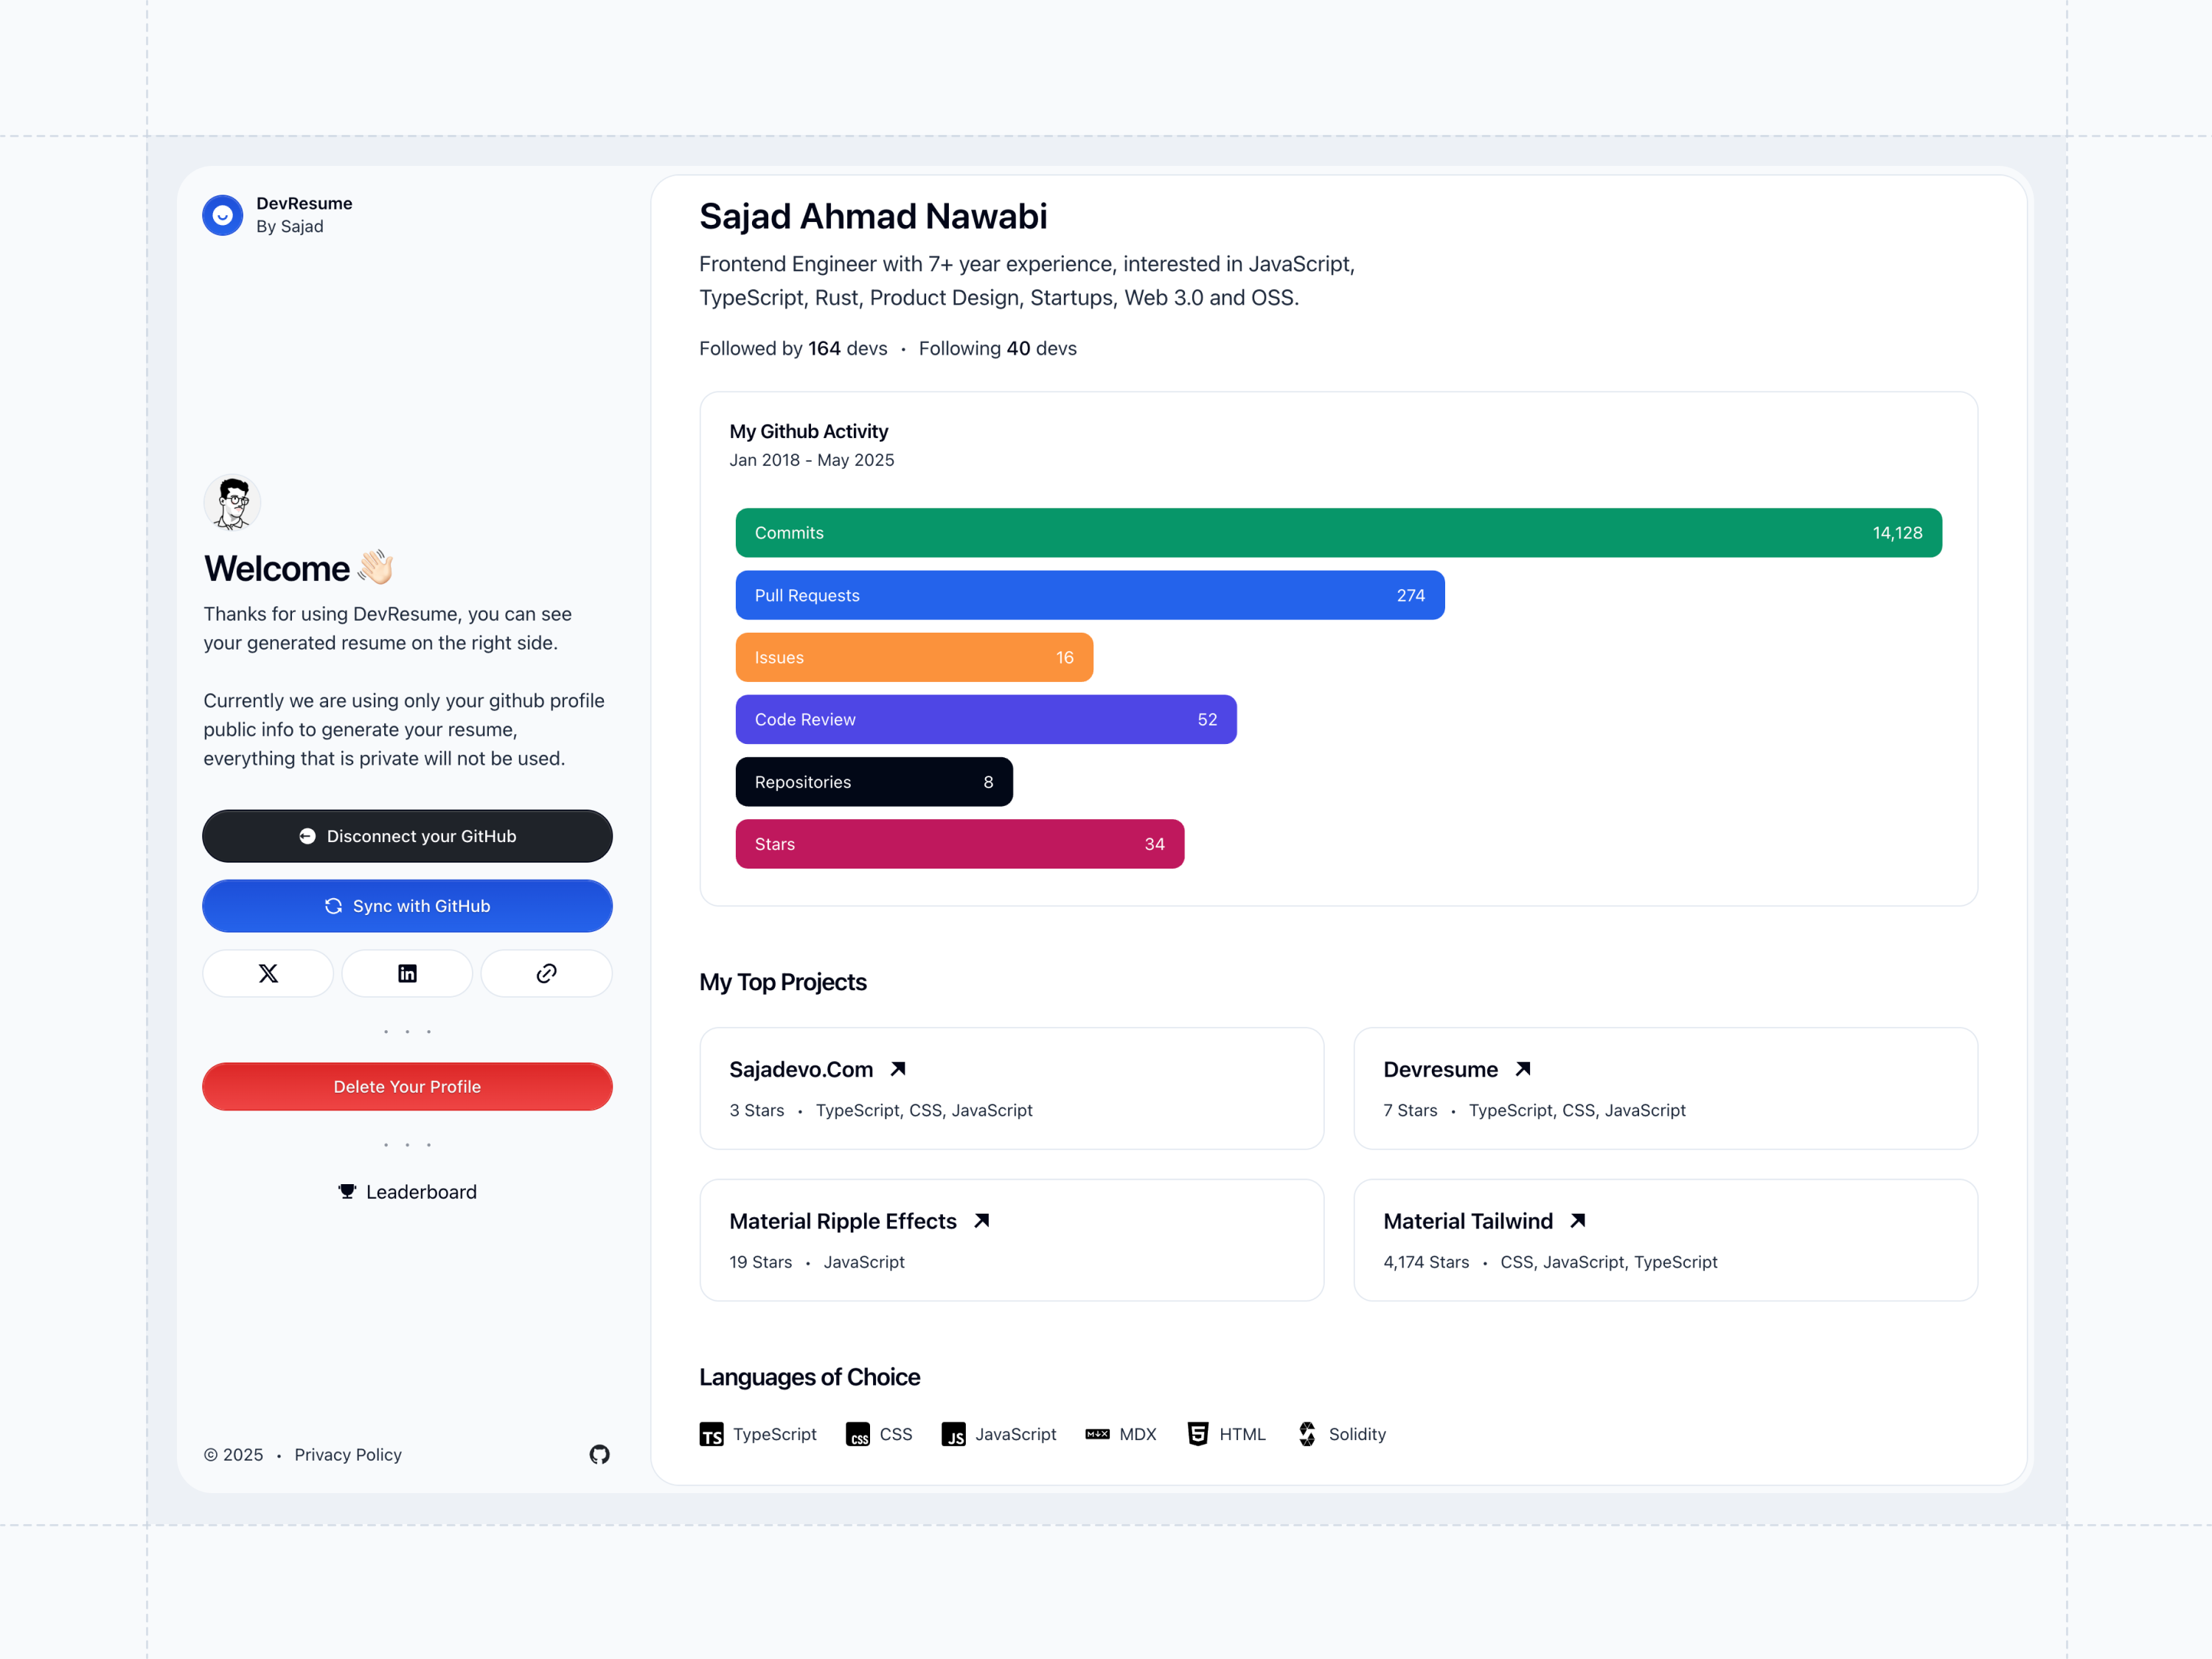 DevResume
By Sajad
Welcome 👋🏻
Thanks for using DevResume, you can see
your generated resume on the right side.
Currently we are using only your github profile
public info to generate your resume,
everything that is private will not be used.
Disconnect your GitHub
Sync with GitHub
Delete Your Profile
Leaderboard
© 2025 • Privacy Policy
Sajad Ahmad Nawabi
Frontend Engineer with 7+ year experience, interested in JavaScript,
TypeScript, Rust, Product Design, Startups, Web 3.0 and OSS.
Followed by 164 devs • Following 40 devs
My Github Activity
Jan 2018 - May 2025
Commits 14,128
Pull Requests 274
Issues 16
Code Review 52
Repositories 8
Stars 34
My Top Projects
Sajadevo.Com
3 Stars • TypeScript, CSS, JavaScript
Devresume
7 Stars • TypeScript, CSS, JavaScript
Material Ripple Effects
19 Stars • JavaScript
Material Tailwind
4,174 Stars • CSS, JavaScript, TypeScript
Languages of Choice
TS TypeScript CSS CSS JS JavaScript MDX 5 HTML Solidity